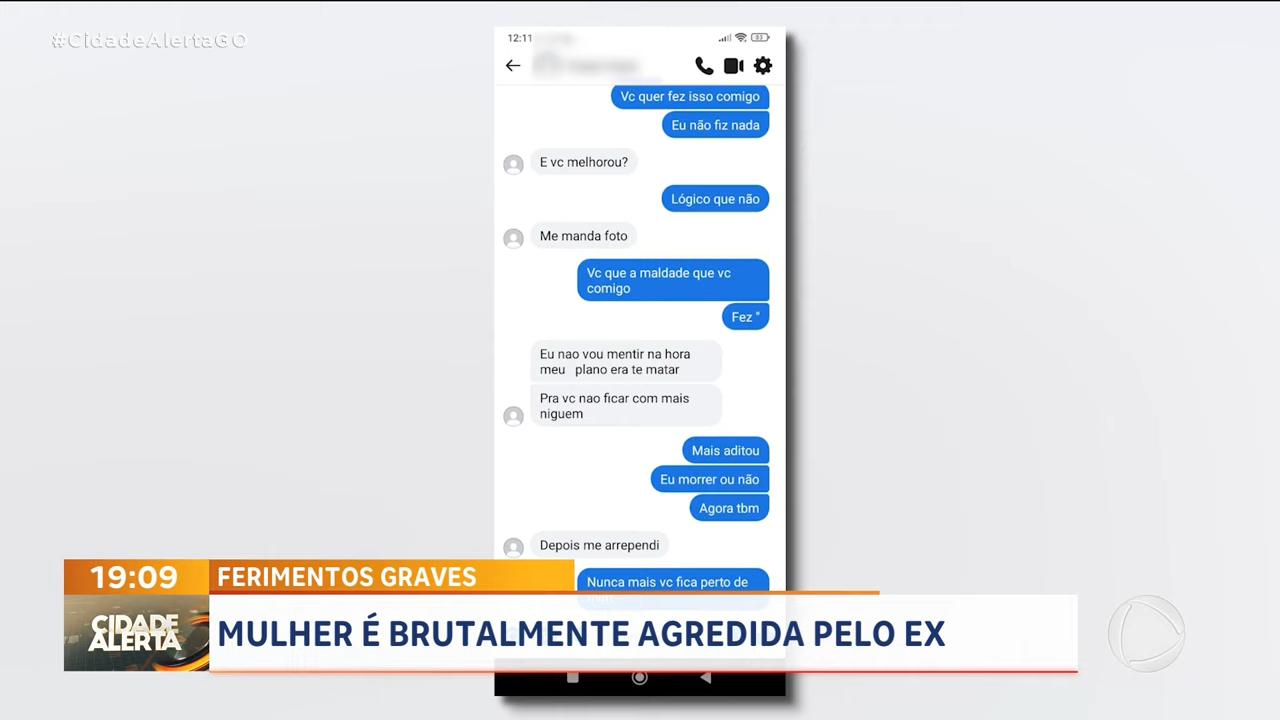 #CidadeAlertaGO
12:11
83
Vc quer fez isso comigo
Eu não fiz nada
E vc melhorou?
Lógico que não
Me manda foto
Vc que a maldade que vc
comigo
Fez "
Eu nao vou mentir na hora
meu   plano era te matar
Pra vc nao ficar com mais
niguem
Mais aditou
Eu morrer ou não
Agora tbm
Depois me arrependi
Nunca mais vc fica perto de
19:09
FERIMENTOS GRAVES
CIDADE
ALERTA
MULHER É BRUTALMENTE AGREDIDA PELO EX